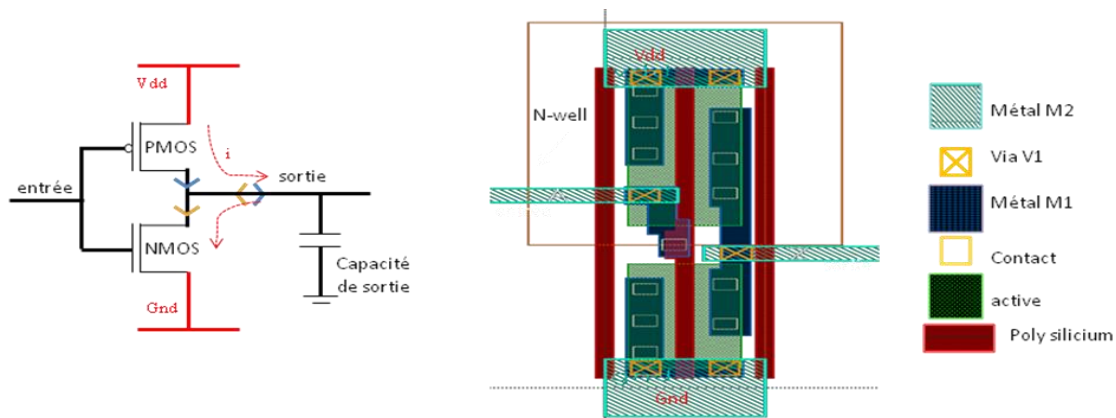 Vdd
PMOS
i
entrée
sortie
NMOS
Capacité
de sortie
Gnd
Vdd
N-well
Gnd
Métal M2
Via V1
Métal M1
Contact
active
Poly silicium